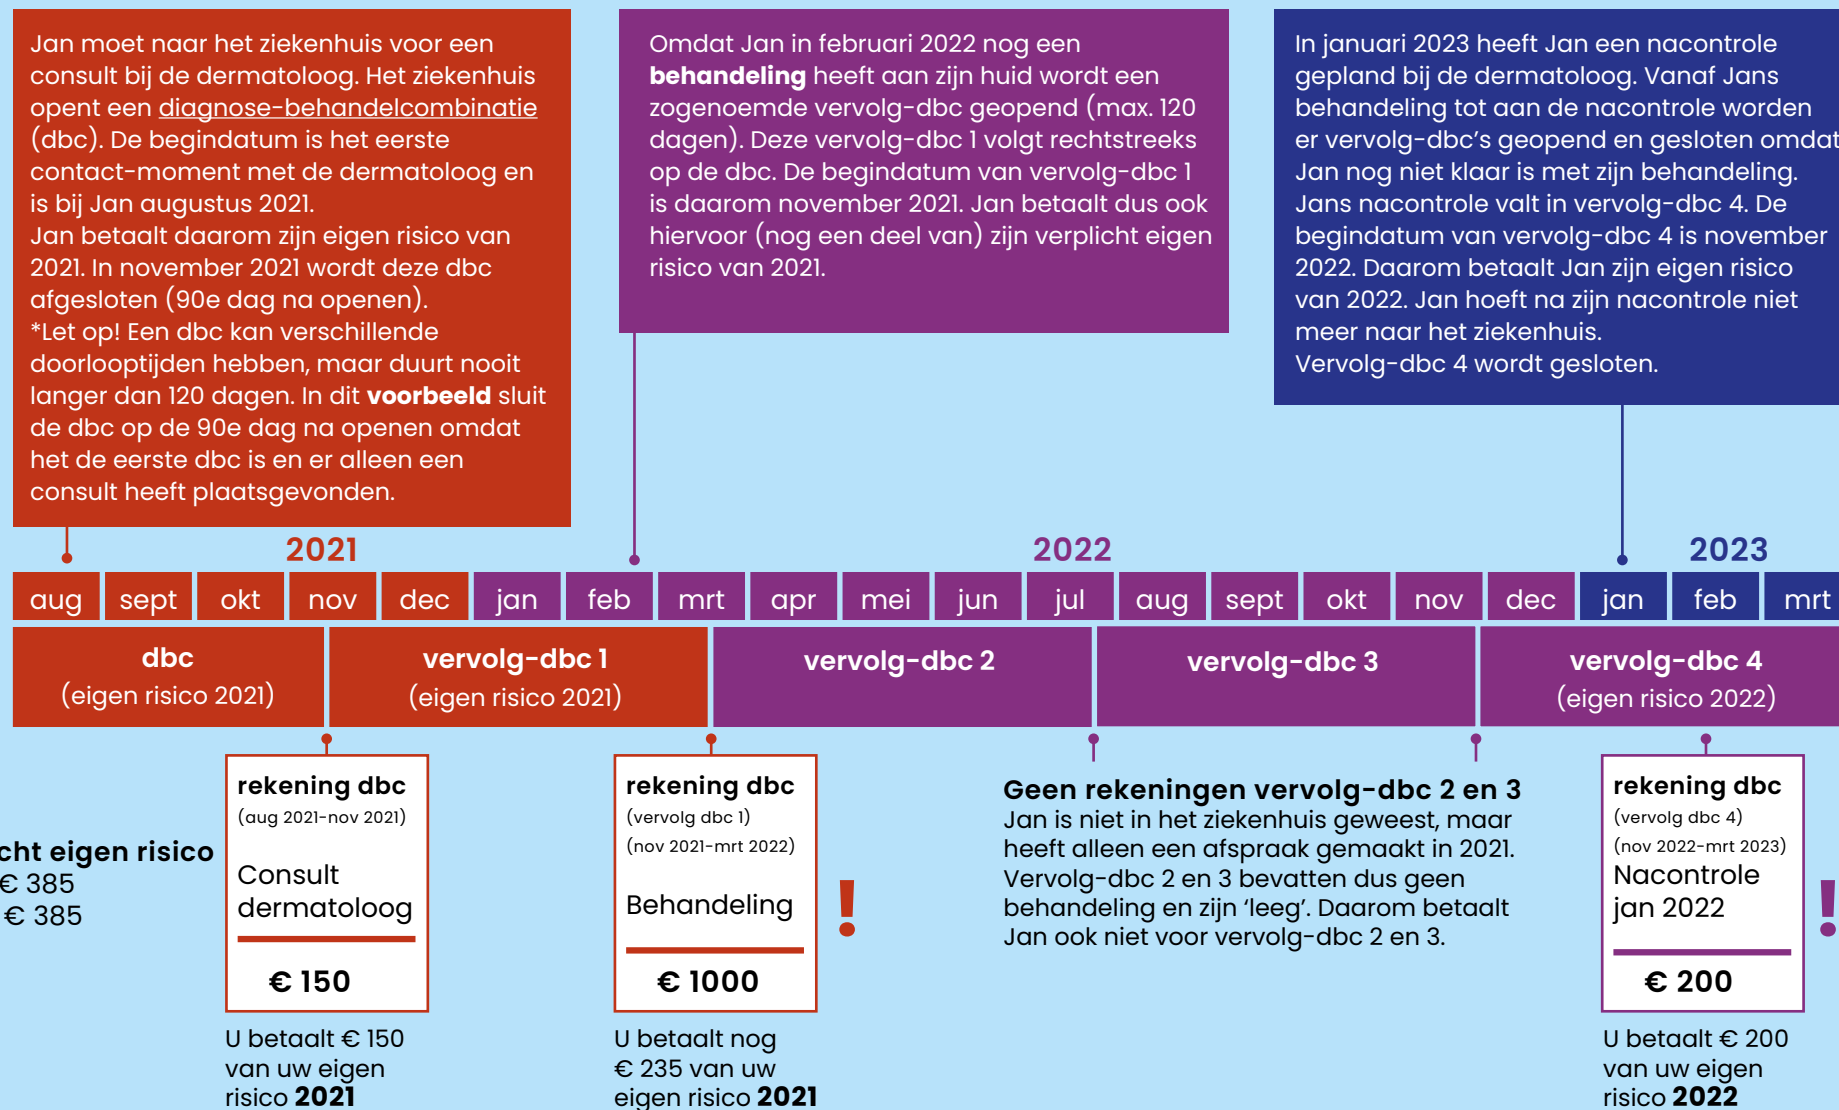 Jan moet naar het ziekenhuis voor een
consult bij de dermatoloog. Het ziekenhuis
opent een diagnose-behandelcombinatie
(dbc). De begindatum is het eerste
contact-moment met de dermatoloog en
is bij Jan augustus 2021.
Jan betaalt daarom zijn eigen risico van
2021. In november 2021 wordt deze dbc
afgesloten (90e dag na openen).
*Let op! Een dbc kan verschillende
doorlooptijden hebben, maar duurt nooit
langer dan 120 dagen. In dit voorbeeld sluit
de dbc op de 90e dag na openen omdat
het de eerste dbc is en er alleen een
consult heeft plaatsgevonden.
Omdat Jan in februari 2022 nog een
behandeling heeft aan zijn huid wordt een
zogenoemde vervolg-dbc geopend (max. 120
dagen). Deze vervolg-dbc 1 volgt rechtstreeks
op de dbc. De begindatum van vervolg-dbc 1
is daarom november 2021. Jan betaalt dus ook
hiervoor (nog een deel van) zijn verplicht eigen
risico van 2021.
In januari 2023 heeft Jan een nacontrole
gepland bij de dermatoloog. Vanaf Jans
behandeling tot aan de nacontrole worden
er vervolg-dbc's geopend en gesloten omdat
Jan nog niet klaar is met zijn behandeling.
Jans nacontrole valt in vervolg-dbc 4. De
begindatum van vervolg-dbc 4 is november
2022. Daarom betaalt Jan zijn eigen risico
van 2022. Jan hoeft na zijn nacontrole niet
meer naar het ziekenhuis.
Vervolg-dbc 4 wordt gesloten.
2021 2022 2023
aug sept okt nov dec jan feb mrt apr mei jun jul aug sept okt nov dec jan feb mrt
dbc
(eigen risico 2021)
vervolg-dbc 1
(eigen risico 2021)
vervolg-dbc 2
vervolg-dbc 3
vervolg-dbc 4
(eigen risico 2022)
cht eigen risico
€ 385
€ 385
rekening dbc
(aug 2021-nov 2021)
Consult
dermatoloog
€ 150
U betaalt € 150
van uw eigen
risico 2021
rekening dbc
(vervolg dbc 1)
(nov 2021-mrt 2022)
Behandeling
€ 1000
!
U betaalt nog
€ 235 van uw
eigen risico 2021
Geen rekeningen vervolg-dbc 2 en 3
Jan is niet in het ziekenhuis geweest, maar
heeft alleen een afspraak gemaakt in 2021.
Vervolg-dbc 2 en 3 bevatten dus geen
behandeling en zijn 'leeg'. Daarom betaalt
Jan ook niet voor vervolg-dbc 2 en 3.
rekening dbc
(vervolg dbc 4)
(nov 2022-mrt 2023)
Nacontrole
jan 2022
€ 200
!
U betaalt € 200
van uw eigen
risico 2022